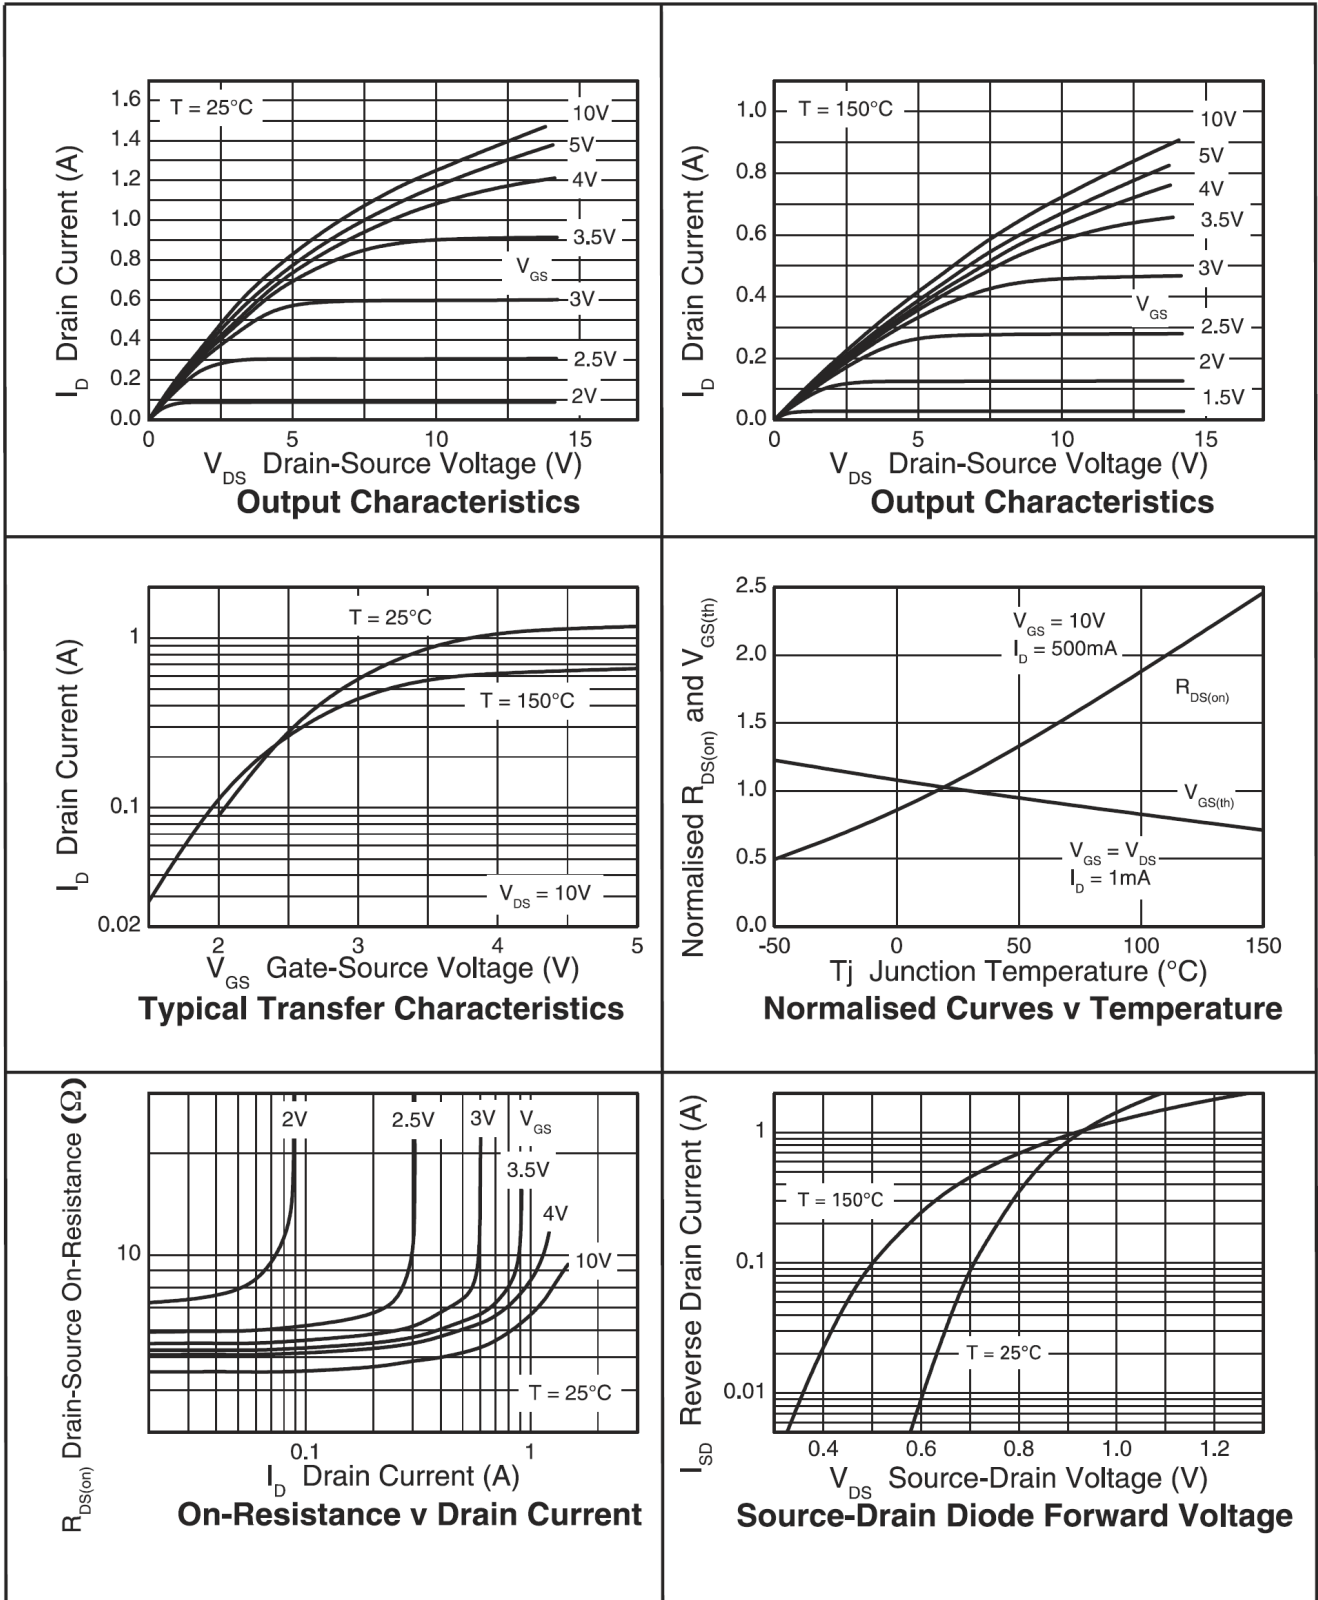 1.6
T = 25°C
1.4
1.2
1.0
0.8
0.6
0.4
0.2
0.0
10V
5V
4V
3.5V
VGS
3V
2.5V
2V
0 5 10 15
ID Drain Current (A)
VDS Drain-Source Voltage (V)
Output Characteristics
1.0
T = 150°C
0.8
0.6
0.4
0.2
0.0
10V
5V
4V
3.5V
3V
VGS
2.5V
2V
1.5V
0 5 10 15
ID Drain Current (A)
VDS Drain-Source Voltage (V)
Output Characteristics
T = 25°C
1
T = 150°C
0.1
VDS = 10V
0.02
2 3 4 5
ID Drain Current (A)
VGS Gate-Source Voltage (V)
Typical Transfer Characteristics
2.5
VGS = 10V
ID = 500mA
2.0
RDS(on)
1.5
1.0
VGS(th)
VGS = VDS
ID = 1mA
0.5
0.0
-50 0 50 100 150
Normalised RDS(on) and VGS(th)
Tj Junction Temperature (°C)
Normalised Curves v Temperature
2V 2.5V 3V VGS
3.5V
4V
10
10V
T = 25°C
0.1 1
RDS(on) Drain-Source On-Resistance (Ω)
ID Drain Current (A)
On-Resistance v Drain Current
1
T = 150°C
0.1
T = 25°C
0.01
0.4 0.6 0.8 1.0 1.2
ISD Reverse Drain Current (A)
VDS Source-Drain Voltage (V)
Source-Drain Diode Forward Voltage